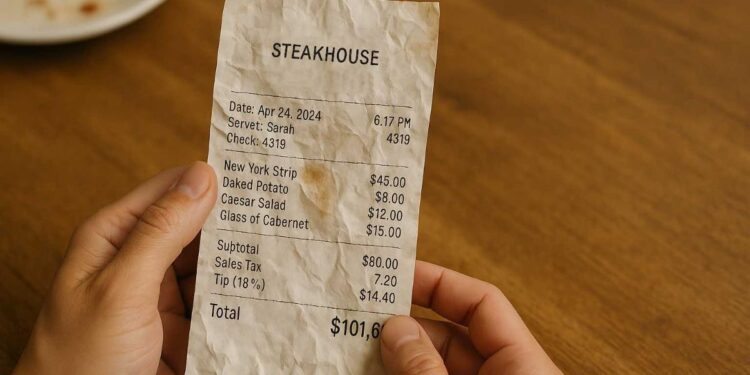 STEAKHOUSE
Date: Apr 24, 2024 6.17 PM
Servet: Sarah 4319
Check: 4319
New York Strip $45.00
Daked Potato $8.00
Caesar Salad $12.00
Glass of Cabernet $15.00
Subtotal $80.00
Sales Tax 7.20
Tip (18%) $14.40
Total $101,6